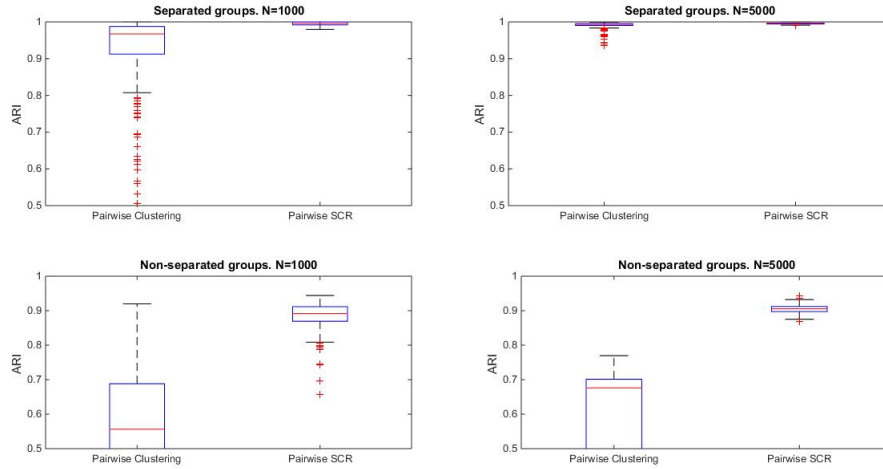 Separated groups. N=1000
1
0.9
0.8
0.7
0.6
0.5
ARI
Pairwise Clustering
Pairwise SCR
Separated groups. N=5000
1
0.9
0.8
0.7
0.6
0.5
ARI
Pairwise Clustering
Pairwise SCR
Non-separated groups. N=1000
1
0.9
0.8
0.7
0.6
0.5
ARI
Pairwise Clustering
Pairwise SCR
Non-separated groups. N=5000
1
0.9
0.8
0.7
0.6
0.5
ARI
Pairwise Clustering
Pairwise SCR